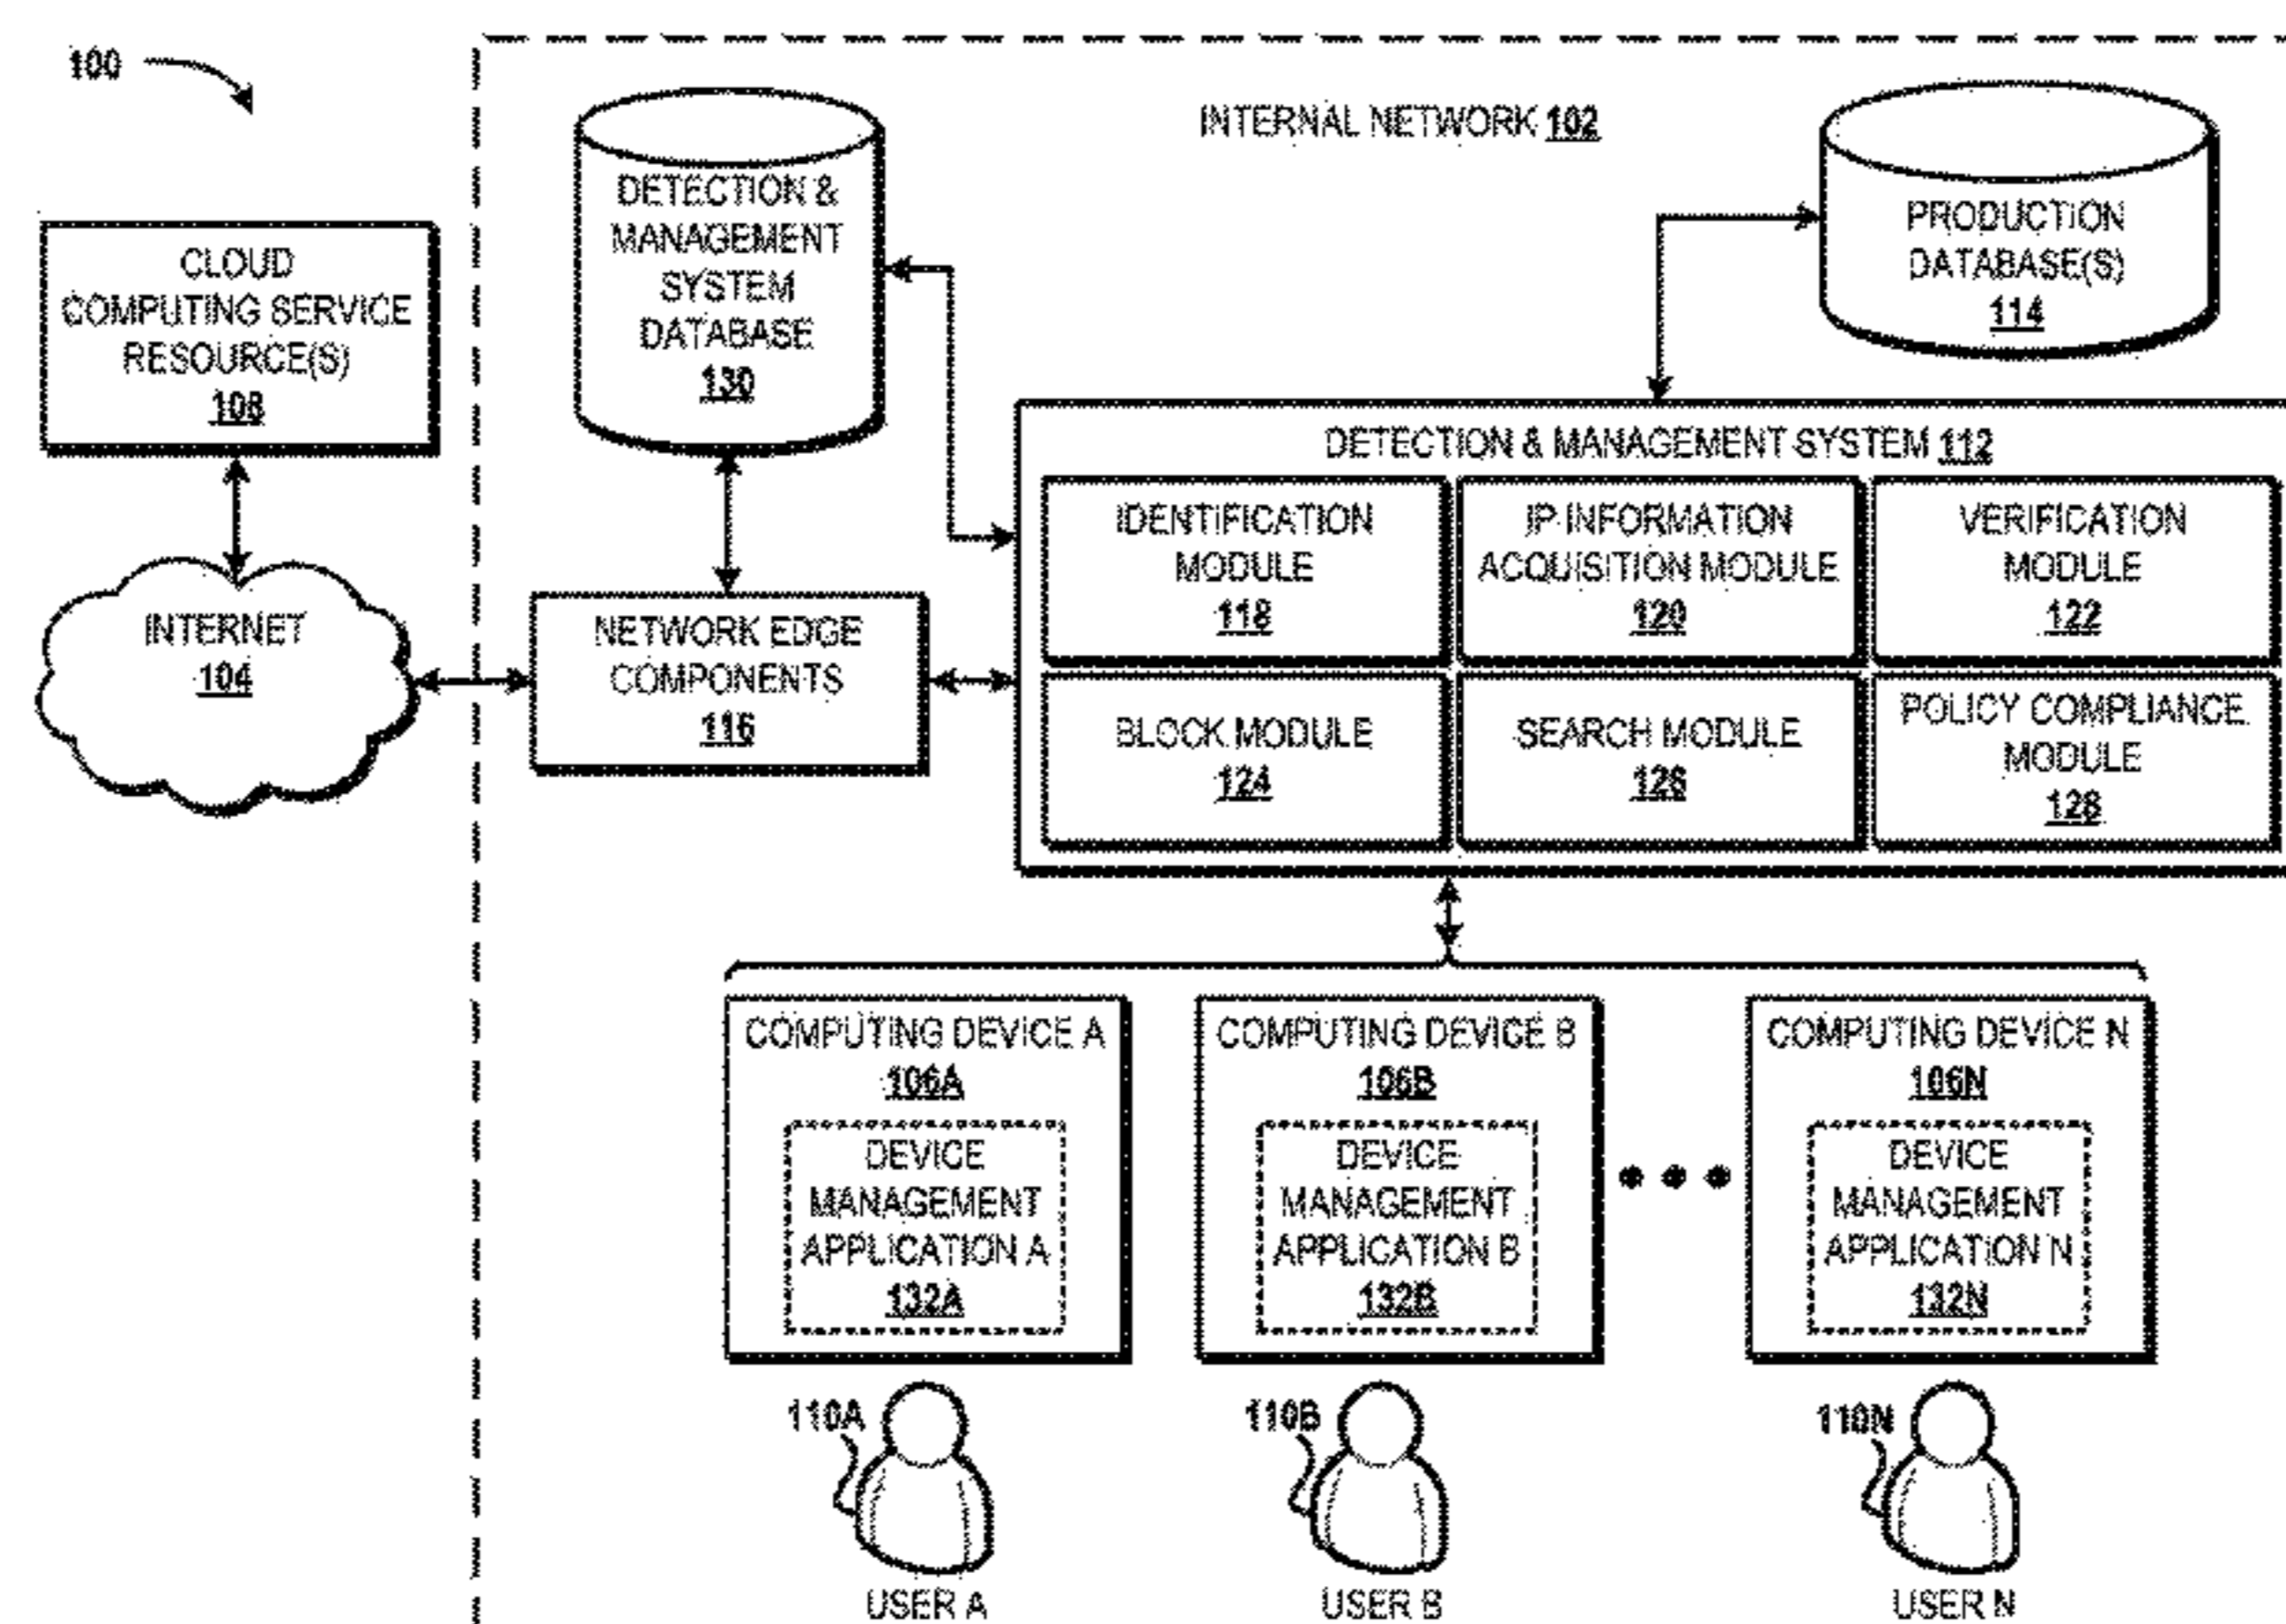 100
INTERNAL NETWORK 102
DETECTION &
MANAGEMENT
SYSTEM
DATABASE
130
PRODUCTION
DATABASE(S)
114
CLOUD
COMPUTING SERVICE
RESOURCE(S)
108
INTERNET
104
NETWORK EDGE
COMPONENTS
116
DETECTION & MANAGEMENT SYSTEM 112
IDENTIFICATION
MODULE
118
IP INFORMATION
ACQUISITION MODULE
120
VERIFICATION
MODULE
122
BLOCK MODULE
124
SEARCH MODULE
126
POLICY COMPLIANCE
MODULE
128
COMPUTING DEVICE A
106A
DEVICE
MANAGEMENT
APPLICATION A
132A
COMPUTING DEVICE B
106B
DEVICE
MANAGEMENT
APPLICATION B
132B
COMPUTING DEVICE N
106N
DEVICE
MANAGEMENT
APPLICATION N
132N
110A
USER A
110B
USER B
110N
USER N